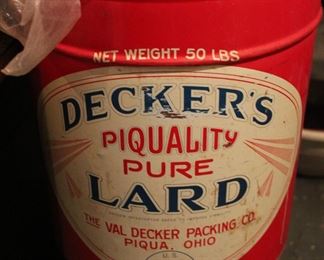 NET WEIGHT 50 LBS
DECKER'S
PIQUALITY
PURE
LARD
THE VAL DECKER PACKING CO.
PIQUA, OHIO
U.S.